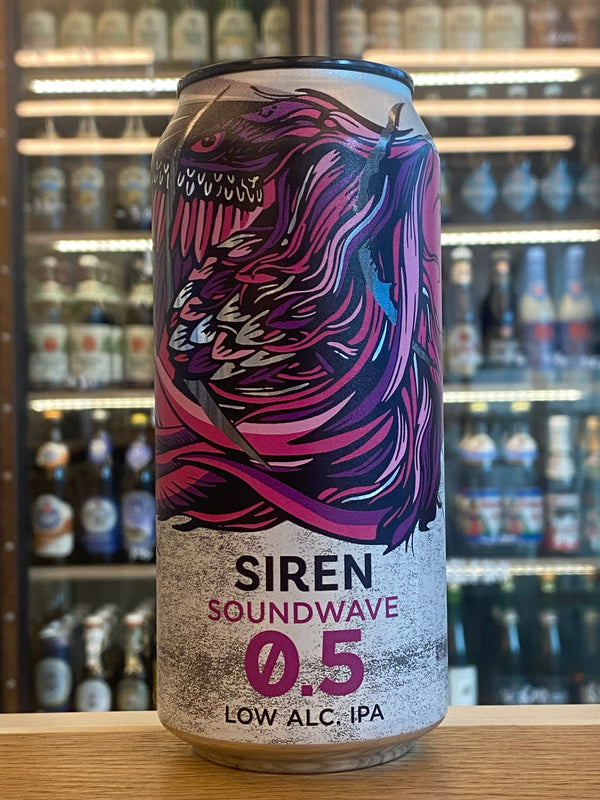 SIREN
SOUNDWAVE
0.5
LOW ALC. IPA